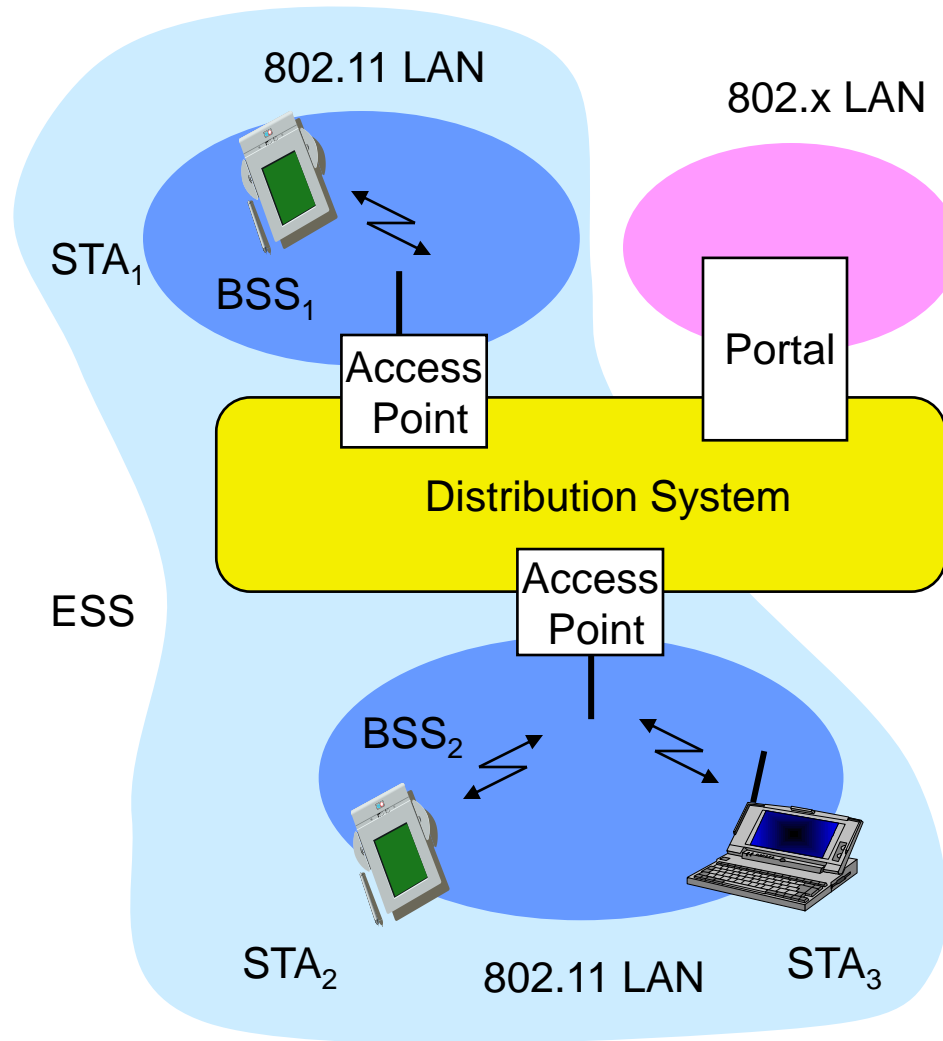 802.11 LAN
802.x LAN
STA₁
BSS₁
Access
Point
Portal
Distribution System
Access
Point
ESS
BSS₂
STA₂
802.11 LAN
STA₃